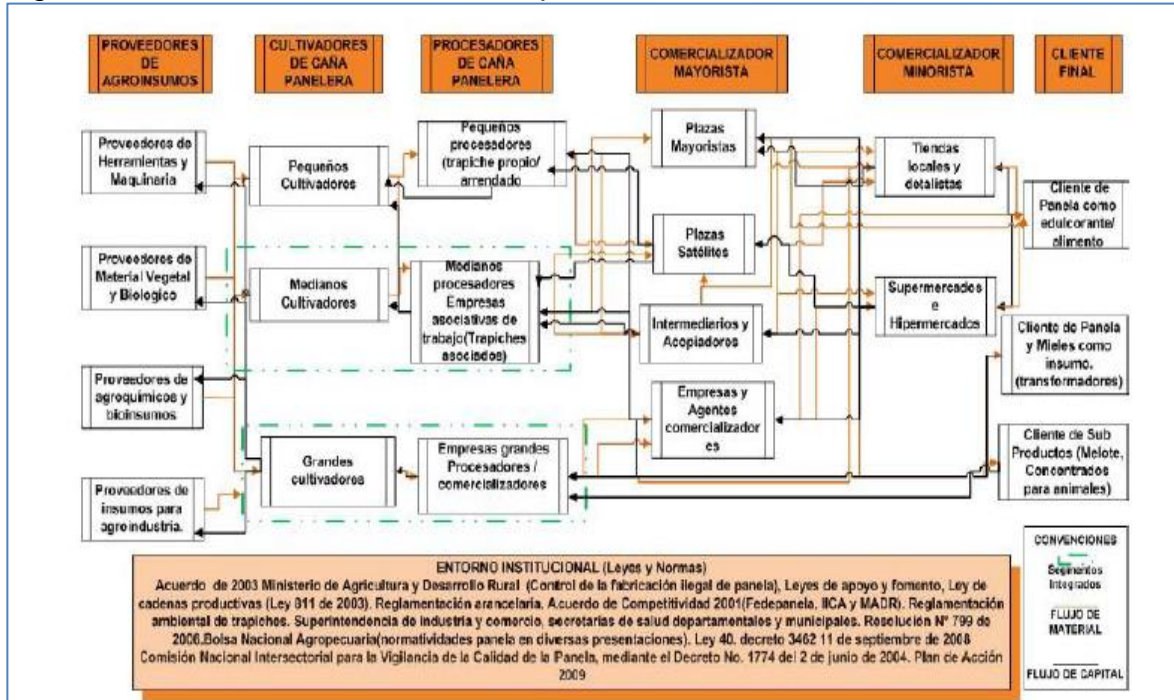 PROVEEDORES
DE
AGROINSUMOS
CULTIVADORES
DE CAÑA
PANELERA
PROCESADORES
DE CAÑA
PANELERA
COMERCIALIZADOR
MAYORISTA
COMERCIALIZADOR
MINORISTA
CLIENTE
FINAL
Proveedores de
Herramientas y
Maquinaria
Proveedores de
Material Vegetal
y Biologico
Proveedores de
agroquímicos y
bioinsumos
Proveedores de
insumos para
agroindustria.
Pequeños
Cultivadores
Medianos
Cultivadores
Grandes
cultivadores
Pequeños
procesadores
(trapiche propio/
arrendado
Medianos
procesadores
Empresas
asociativas de
trabajo(Trapiches
asociados)
Empresas grandes
Procesadores /
comercializadores
Plazas
Mayoristas
Plazas
Satélites
Intermediarios y
Acopiadores
Empresas y
Agentes
comercializador
es
Tiendas
locales y
detalistas
Supermercados
e
Hipermercados
Cliente de
Panela como
edulcorante/
alimento
Cliente de Panela
y Mieles como
insumo.
(transformadores)
Cliente de Sub
Productos (Melote,
Concentrados
para animales)
CONVENCIONES
Segmentos
Integrados
FLUJO DE
MATERIAL
FLUJO DE CAPITAL
ENTORNO INSTITUCIONAL (Leyes y Normas)
Acuerdo de 2003 Ministerio de Agricultura y Desarrollo Rural (Control de la fabricación ilegal de panela), Leyes de apoyo y fomento, Ley de
cadenas productivas (Ley 811 de 2003). Reglamentación arancelaria, Acuerdo de Competitividad 2001(Fedepanela, IICA y MADR). Reglamentación
ambiental de trapiches. Superintendencia de industria y comercio, secretarias de salud departamentales y municipales. Resolución N° 799 de
2006.Bolsa Nacional Agropecuaria(normatividades panela en diversas presentaciones). Ley 40. decreto 3462 11 de septiembre de 2008
Comisión Nacional Intersectorial para la Vigilancia de la Calidad de la Panela, mediante el Decreto No. 1774 del 2 de junio de 2004. Plan de Acción
2009